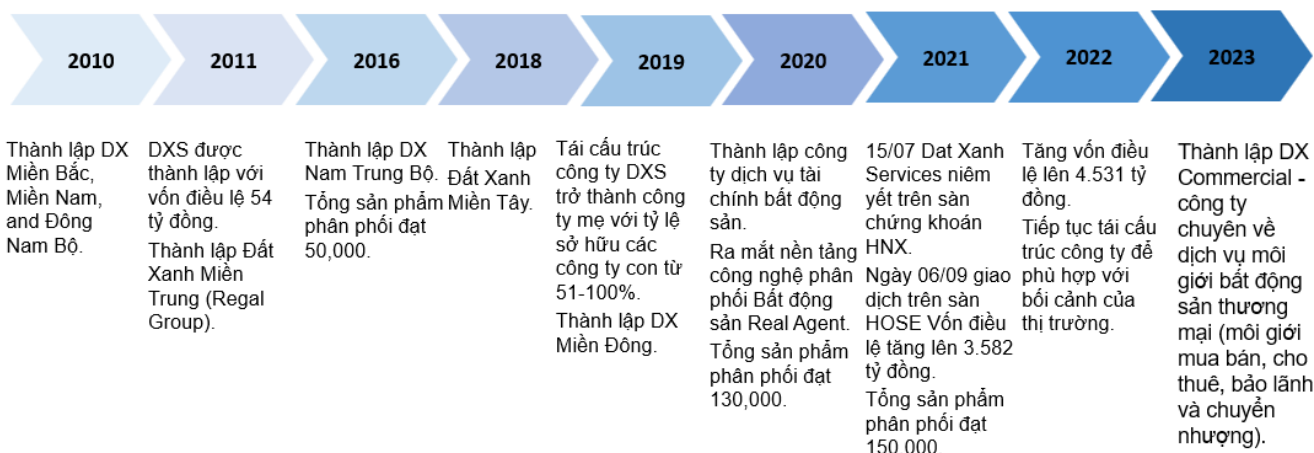 2010
2011
2016
2018
2019
2020
2021
2022
2023
Thành lập DX
Miền Bắc,
Miền Nam,
and Đông
Nam Bộ.
DXS được
thành lập với
vốn điều lệ 54
tỷ đồng.
Thành lập Đất
Xanh Miền
Trung (Regal
Group).
Thành lập DX
Nam Trung Bộ.
Tổng sản phẩm
phân phối đạt
50,000.
Thành lập
Đất Xanh
Miền Tây.
Tái cấu trúc
công ty DXS
trở thành công
ty mẹ với tỷ lệ
sở hữu các
công ty con từ
51-100%.
Thành lập DX
Miền Đông.
Thành lập công
ty dịch vụ tài
chính bất động
sản.
Ra mắt nền tảng
công nghệ phân
phối Bất động
sản Real Agent.
Tổng sản phẩm
phân phối đạt
130,000.
15/07 Dat Xanh
Services niêm
yết trên sàn
chứng khoán
HNX.
Ngày 06/09 giao
dịch trên sàn
HOSE Vốn điều
lệ tăng lên 3.582
tỷ đồng.
Tổng sản phẩm
phân phối đạt
150,000
Tăng vốn điều
lệ lên 4.531 tỷ
đồng.
Tiếp tục tái cấu
trúc công ty để
phù hợp với
bối cảnh của
thị trường.
Thành lập DX
Commercial -
công ty
chuyên về
dịch vụ môi
giới bất động
sản thương
mại (môi giới
mua bán, cho
thuê, bảo lãnh
và chuyển
nhượng).